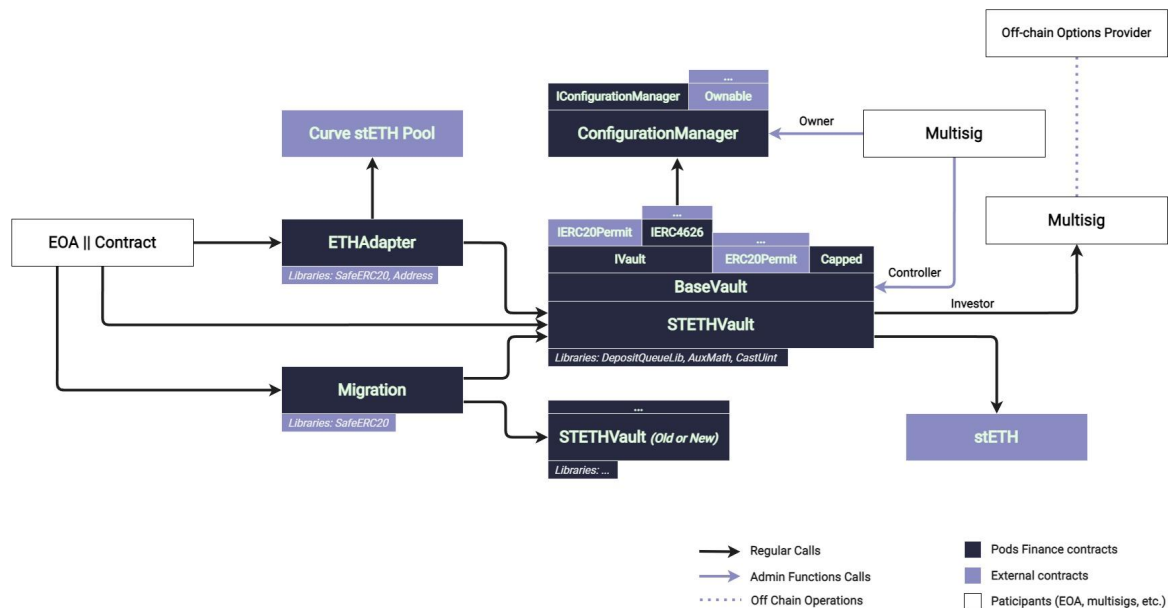 Off-chain Options Provider
...
IConfigurationManager
Ownable
ConfigurationManager
Owner
Multisig
Curve stETH Pool
EOA || Contract
ETHAdapter
Libraries: SafeERC20, Address
...
IERC20Permit
IERC4626
...
IVault
ERC20Permit
Capped
BaseVault
Controller
Multisig
Investor
STETHVault
Libraries: DepositQueueLib, AuxMath, CastUint
Migration
Libraries: SafeERC20
...
STETHVault (Old or New)
Libraries: ...
stETH
Regular Calls
Admin Functions Calls
Off Chain Operations
Pods Finance contracts
External contracts
Paticipants (EOA, multisigs, etc.)